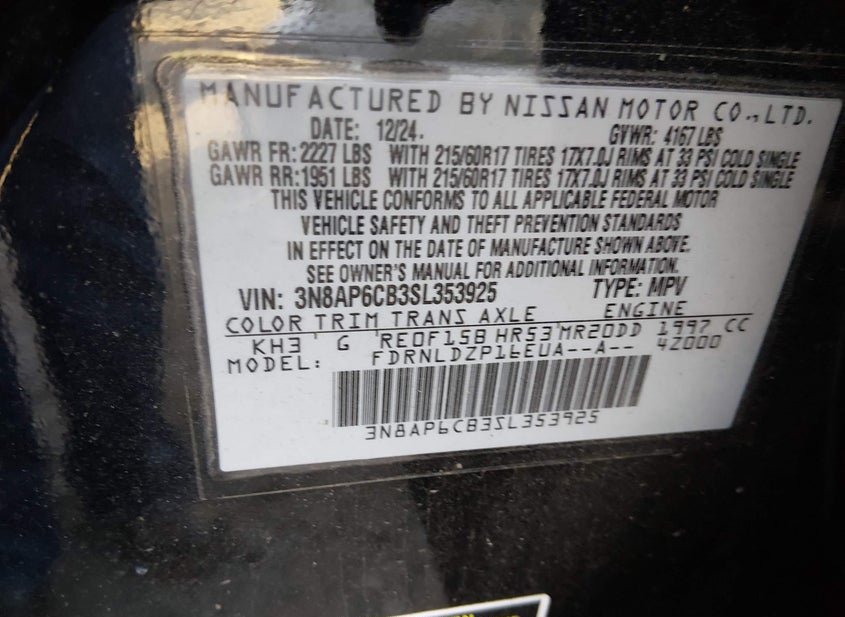 MANUFACTURED BY NISSAN MOTOR CO.,LTD.
DATE: 12/24. GVWR: 4167 LBS
GAWR FR: 2227 LBS WITH 215/60R17 TIRES 17X7.0J RIMS AT 33 PSI COLD SINGLE
GAWR RR: 1951 LBS WITH 215/60R17 TIRES 17X7.0J RIMS AT 33 PSI COLD SINGLE
THIS VEHICLE CONFORMS TO ALL APPLICABLE FEDERAL MOTOR
VEHICLE SAFETY AND THEFT PREVENTION STANDARDS
IN EFFECT ON THE DATE OF MANUFACTURE SHOWN ABOVE.
SEE OWNER'S MANUAL FOR ADDITIONAL INFORMATION.
VIN: 3N8AP6CB3SL353925 TYPE: MPV
COLOR TRIM TRANS AXLE ENGINE
KH3 G RE0F15B HR53 MR20DD 1997 CC
MODEL: FDRNLDZP16EUA--A-- 4Z000
3N8AP6CB3SL353925